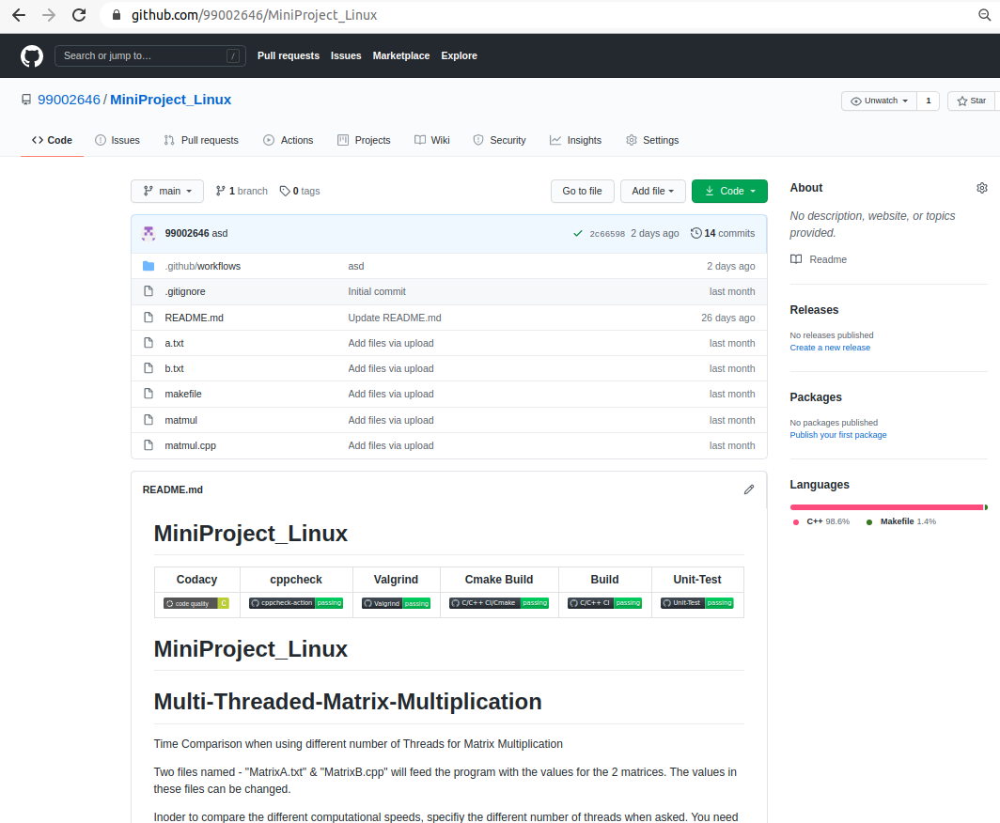 github.com/99002646/MiniProject_Linux
Search or jump to… / Pull requests Issues Marketplace Explore
99002646 / MiniProject_Linux Unwatch 1 Star
Code Issues Pull requests Actions Projects Wiki Security Insights Settings
main 1 branch 0 tags Go to file Add file Code
99002646 asd 2c66598 2 days ago 14 commits
.github/workflows asd 2 days ago
.gitignore Initial commit last month
README.md Update README.md 26 days ago
a.txt Add files via upload last month
b.txt Add files via upload last month
makefile Add files via upload last month
matmul Add files via upload last month
matmul.cpp Add files via upload last month
README.md
MiniProject_Linux
Codacy cppcheck Valgrind Cmake Build Build Unit-Test
code quality C cppcheck-action passing Valgrind passing C/C++ CI/Cmake passing C/C++ CI passing Unit-Test passing
MiniProject_Linux
Multi-Threaded-Matrix-Multiplication
Time Comparison when using different number of Threads for Matrix Multiplication
Two files named - "MatrixA.txt" & "MatrixB.cpp" will feed the program with the values for the 2 matrices. The values in
these files can be changed.
Inoder to compare the different computational speeds, specifiy the different number of threads when asked. You need
About
No description, website, or topics
provided.
Readme
Releases
No releases published
Create a new release
Packages
No packages published
Publish your first package
Languages
C++ 98.6% Makefile 1.4%